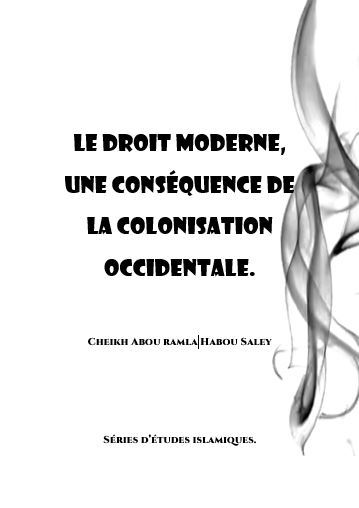 LE DROIT MODERNE,
UNE CONSÉQUENCE DE
LA COLONISATION
OCCIDENTALE.
Cheikh Abou ramla|Habou Saley
Séries d'études islamiques.